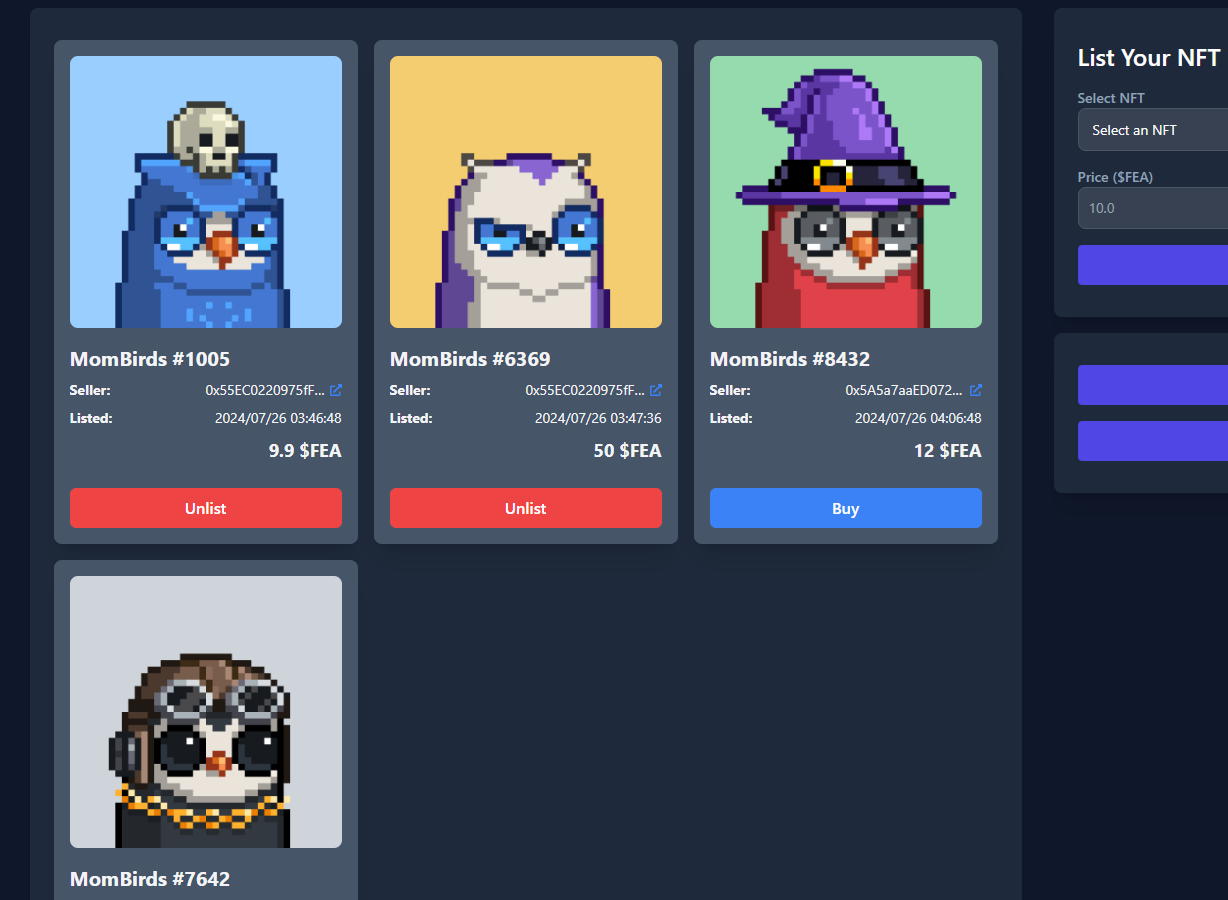 MomBirds #1005
Seller: 0x55EC0220975fF...
Listed: 2024/07/26 03:46:48
9.9 $FEA
Unlist
MomBirds #6369
Seller: 0x55EC0220975fF...
Listed: 2024/07/26 03:47:36
50 $FEA
Unlist
MomBirds #8432
Seller: 0x5A5a7aaED072...
Listed: 2024/07/26 04:06:48
12 $FEA
Buy
MomBirds #7642
List Your NFT
Select NFT
Select an NFT
Price ($FEA)
10.0